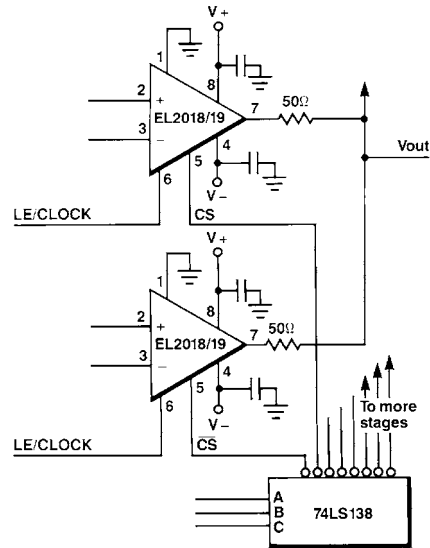 V+
1
8
2
+
EL2018/19
7
50Ω
3
−
4
5
6
V−
Vout
LE/CLOCK
CS
V+
1
8
2
+
EL2018/19
7
50Ω
3
−
4
5
6
V−
To more
stages
LE/CLOCK
C̅S̅
A
B
C
74LS138